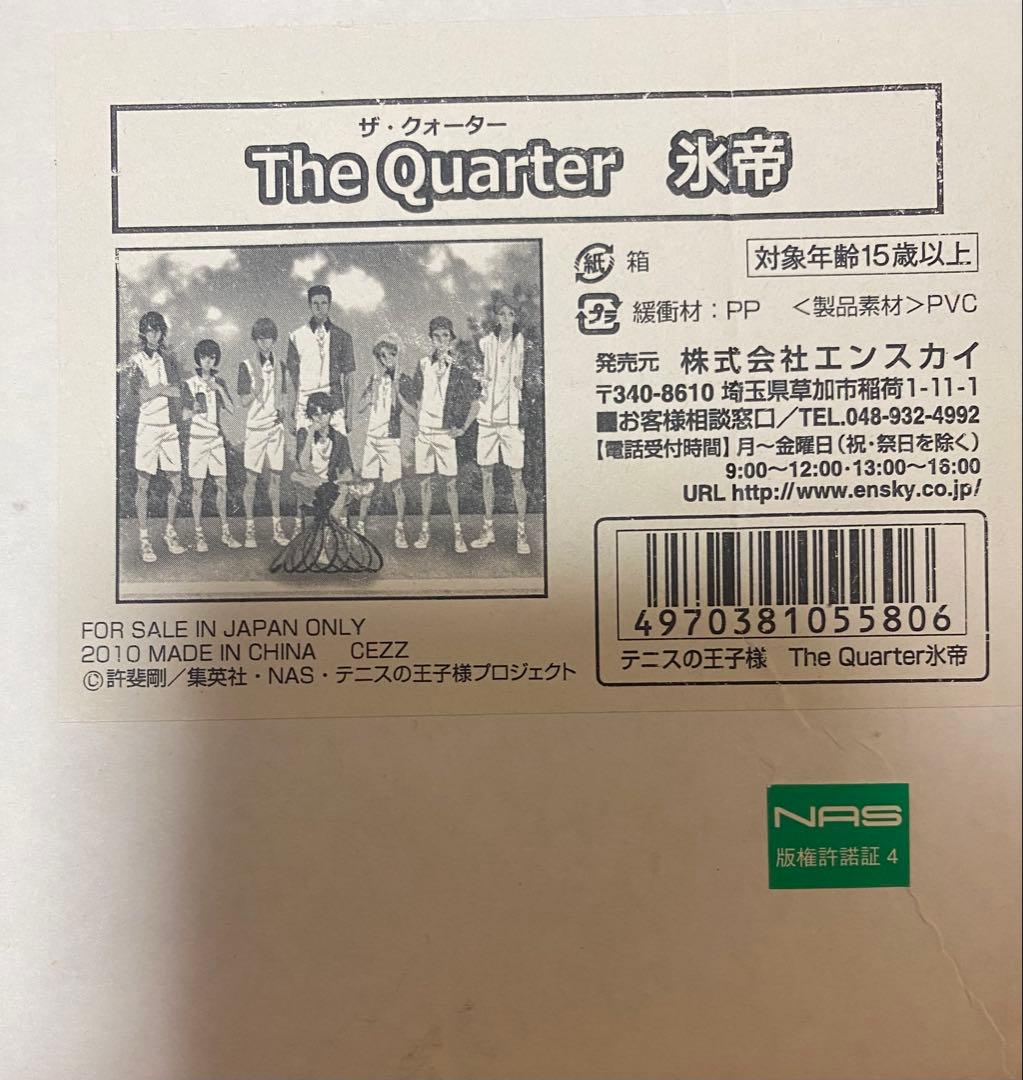 ザ・クォーター
The Quarter 氷帝
紙 箱
対象年齢15歳以上
プラ 緩衝材：PP ＜製品素材＞PVC
発売元 株式会社エンスカイ
〒340-8610 埼玉県草加市稲荷1-11-1
■お客様相談窓口／TEL.048-932-4992
【電話受付時間】月〜金曜日（祝・祭日を除く）
9:00〜12:00・13:00〜16:00
URL http://www.ensky.co.jp/
4970381055806
テニスの王子様 The Quarter氷帝
FOR SALE IN JAPAN ONLY
2010 MADE IN CHINA CEZZ
©許斐剛／集英社・NAS・テニスの王子様プロジェクト
NAS
版権許諾証 4